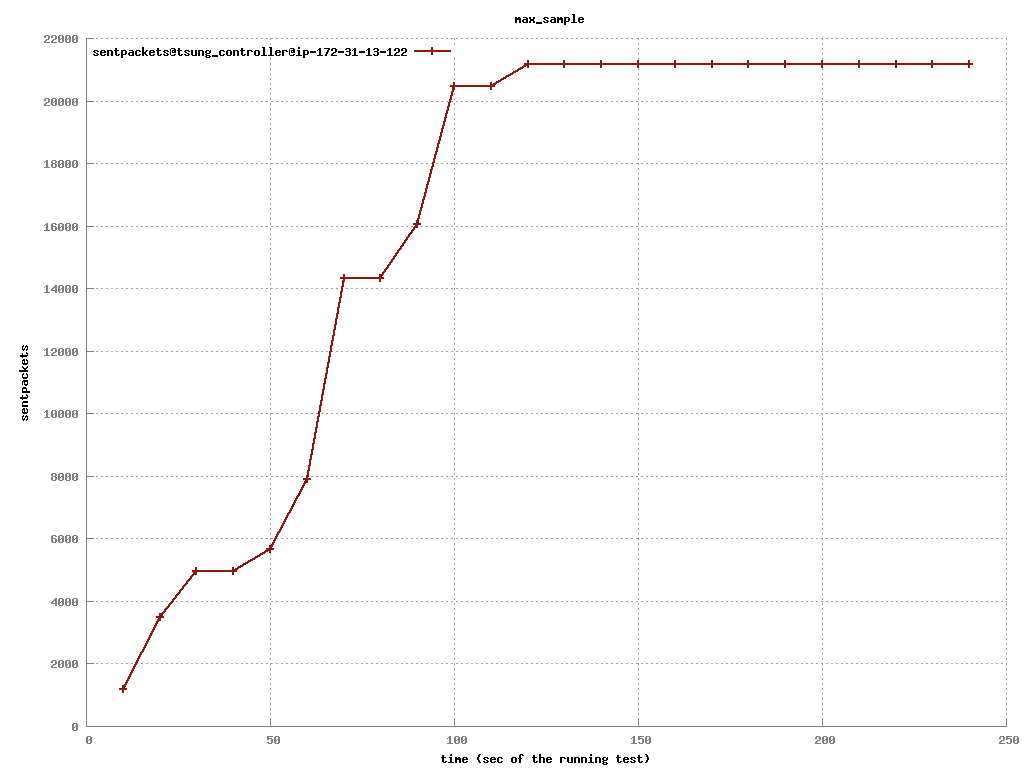 max_sample
22000
sentpackets@tsung_controller@ip-172-31-13-122
20000
18000
16000
14000
12000
sentpackets
10000
8000
6000
4000
2000
0
0 50 100 150 200 250
time (sec of the running test)